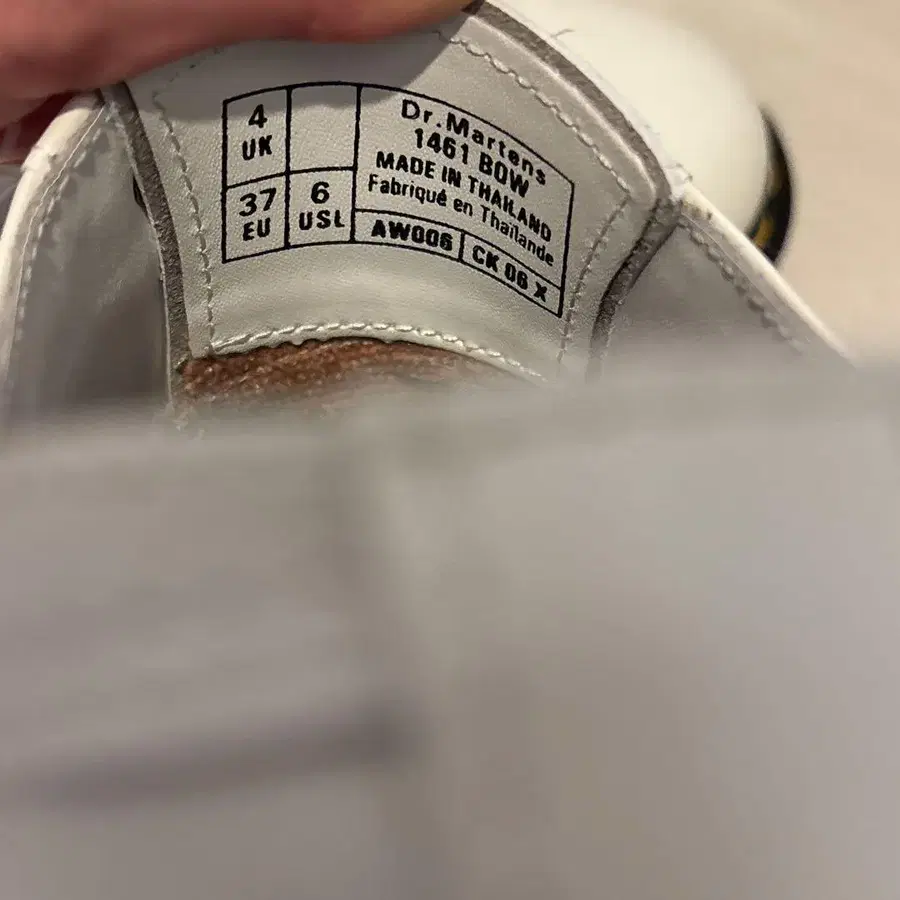 4
UK
37
EU
6
USL
Dr.Martens
1461 BOW
MADE IN THAILAND
Fabriqué en Thaïlande
AW006
CK 06 X